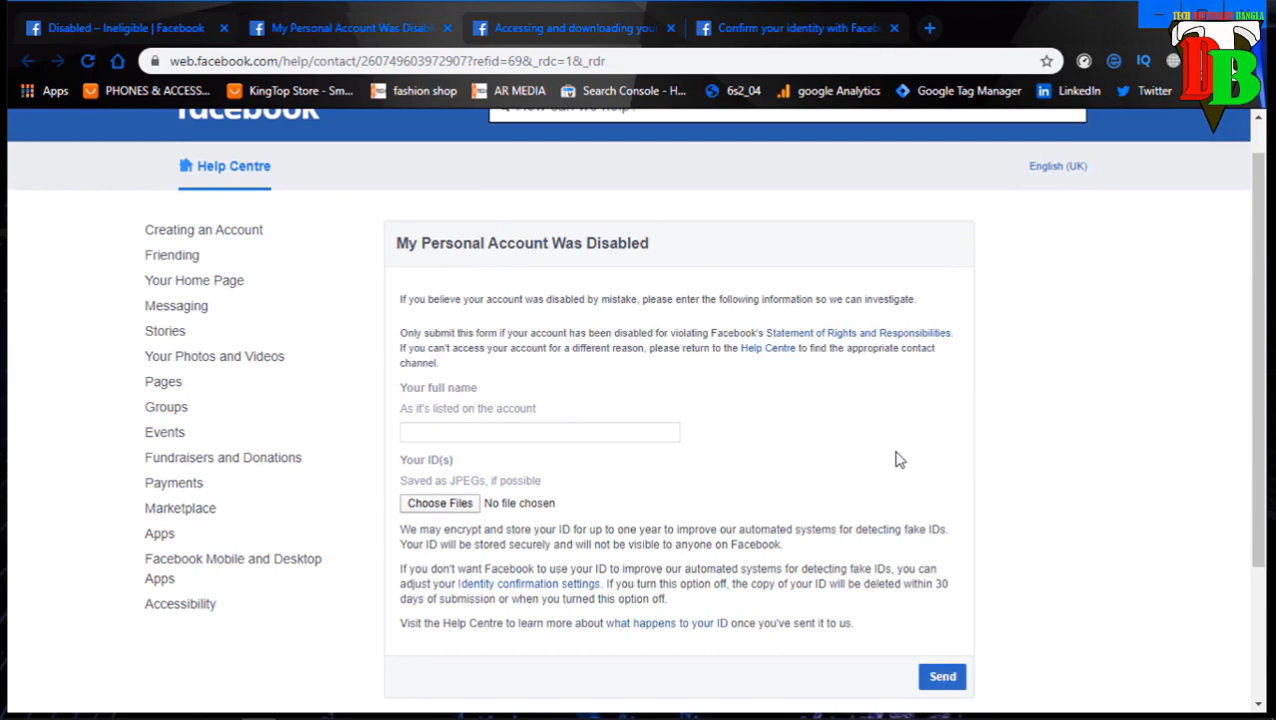 Disabled – Ineligible | Facebook
My Personal Account Was Disabl
Accessing and downloading your
Confirm your identity with Faceb
TECH BANGLA
web.facebook.com/help/contact/260749603972907?refid=69&_rdc=1&_rdr
IQ
DB
Apps
PHONES & ACCESS...
KingTop Store - Sm...
fashion shop
AR MEDIA
Search Console - H...
6s2_04
google Analytics
Google Tag Manager
LinkedIn
Twitter
facebook
How can we help?
Help Centre
English (UK)
Creating an Account
Friending
Your Home Page
Messaging
Stories
Your Photos and Videos
Pages
Groups
Events
Fundraisers and Donations
Payments
Marketplace
Apps
Facebook Mobile and Desktop
Apps
Accessibility
My Personal Account Was Disabled
If you believe your account was disabled by mistake, please enter the following information so we can investigate.
Only submit this form if your account has been disabled for violating Facebook's Statement of Rights and Responsibilities.
If you can't access your account for a different reason, please return to the Help Centre to find the appropriate contact
channel.
Your full name
As it's listed on the account
Your ID(s)
Saved as JPEGs, if possible
Choose Files No file chosen
We may encrypt and store your ID for up to one year to improve our automated systems for detecting fake IDs.
Your ID will be stored securely and will not be visible to anyone on Facebook.
If you don't want Facebook to use your ID to improve our automated systems for detecting fake IDs, you can
adjust your Identity confirmation settings. If you turn this option off, the copy of your ID will be deleted within 30
days of submission or when you turned this option off.
Visit the Help Centre to learn more about what happens to your ID once you've sent it to us.
Send